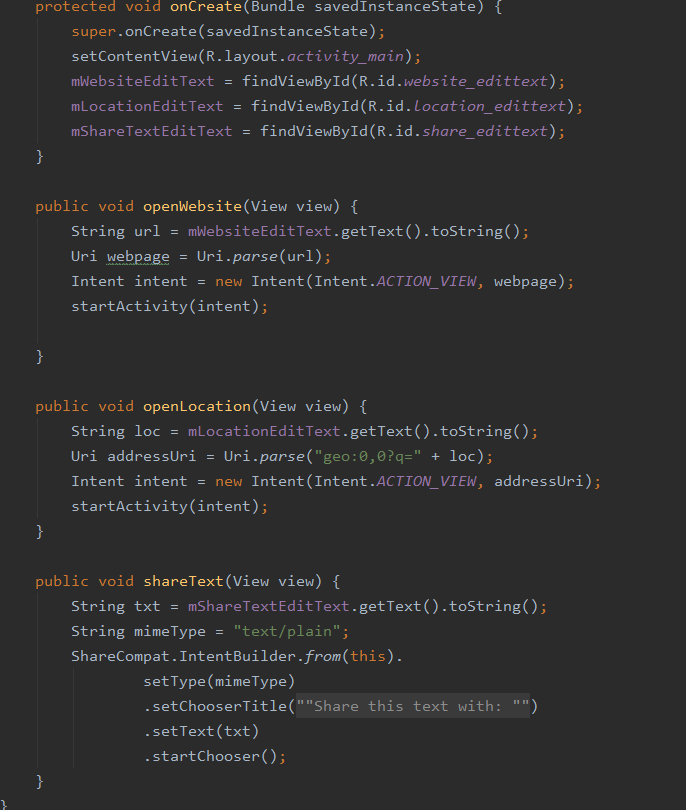 protected void onCreate(Bundle savedInstanceState) {
super.onCreate(savedInstanceState);
setContentView(R.layout.activity_main);
mWebsiteEditText = findViewById(R.id.website_edittext);
mLocationEditText = findViewById(R.id.location_edittext);
mShareTextEditText = findViewById(R.id.share_edittext);
}
public void openWebsite(View view) {
String url = mWebsiteEditText.getText().toString();
Uri webpage = Uri.parse(url);
Intent intent = new Intent(Intent.ACTION_VIEW, webpage);
startActivity(intent);
}
public void openLocation(View view) {
String loc = mLocationEditText.getText().toString();
Uri addressUri = Uri.parse("geo:0,0?q=" + loc);
Intent intent = new Intent(Intent.ACTION_VIEW, addressUri);
startActivity(intent);
}
public void shareText(View view) {
String txt = mShareTextEditText.getText().toString();
String mimeType = "text/plain";
ShareCompat.IntentBuilder.from(this).
setType(mimeType)
.setChooserTitle(""Share this text with: "")
.setText(txt)
.startChooser();
}
}